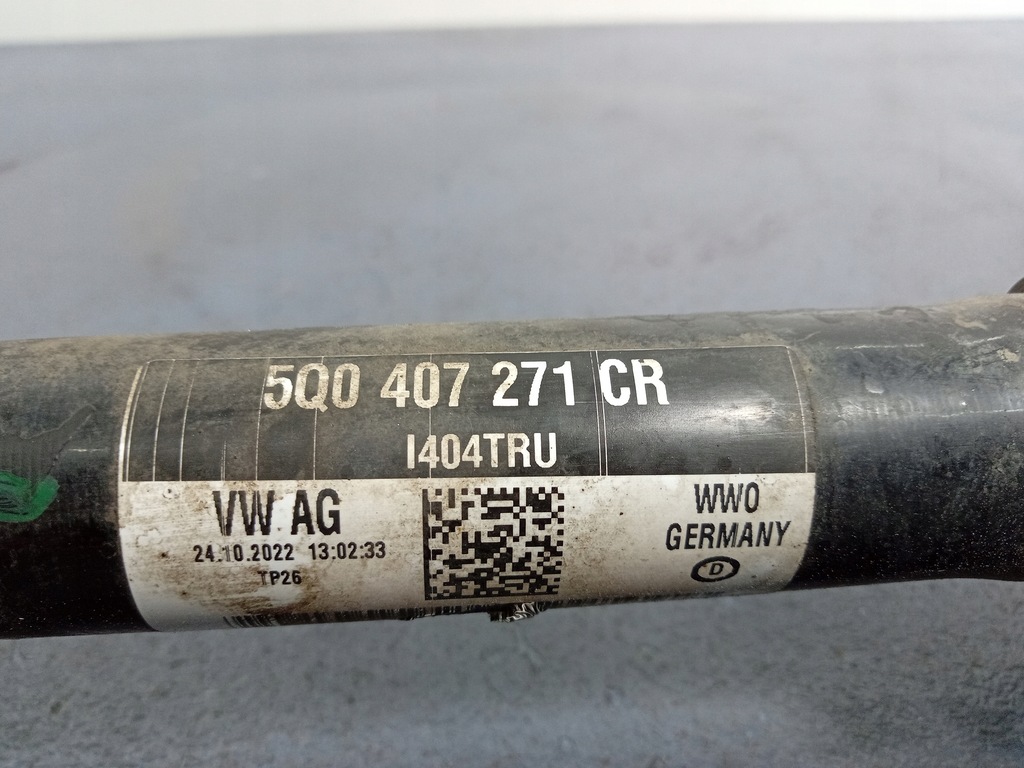 5Q0 407 271 CR
I404TRU
VW AG
24.10.2022 13:02:33
TP26
WWO
GERMANY
D